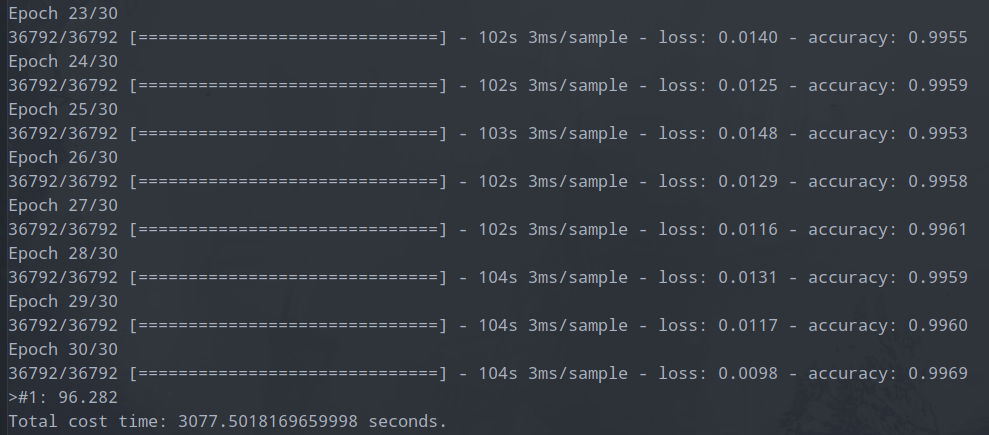 Epoch 23/30
36792/36792 [==============================] - 102s 3ms/sample - loss: 0.0140 - accuracy: 0.9955
Epoch 24/30
36792/36792 [==============================] - 102s 3ms/sample - loss: 0.0125 - accuracy: 0.9959
Epoch 25/30
36792/36792 [==============================] - 103s 3ms/sample - loss: 0.0148 - accuracy: 0.9953
Epoch 26/30
36792/36792 [==============================] - 102s 3ms/sample - loss: 0.0129 - accuracy: 0.9958
Epoch 27/30
36792/36792 [==============================] - 102s 3ms/sample - loss: 0.0116 - accuracy: 0.9961
Epoch 28/30
36792/36792 [==============================] - 104s 3ms/sample - loss: 0.0131 - accuracy: 0.9959
Epoch 29/30
36792/36792 [==============================] - 104s 3ms/sample - loss: 0.0117 - accuracy: 0.9960
Epoch 30/30
36792/36792 [==============================] - 104s 3ms/sample - loss: 0.0098 - accuracy: 0.9969
>#1: 96.282
Total cost time: 3077.5018169659998 seconds.